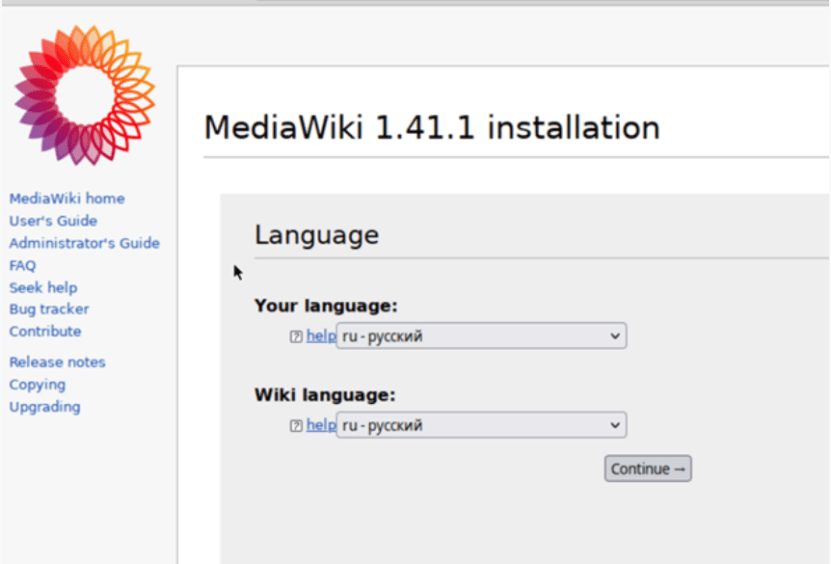 MediaWiki home
User's Guide
Administrator's Guide
FAQ
Seek help
Bug tracker
Contribute
Release notes
Copying
Upgrading
MediaWiki 1.41.1 installation
Language
Your language:
help ru - русский
Wiki language:
help ru - русский
Continue →